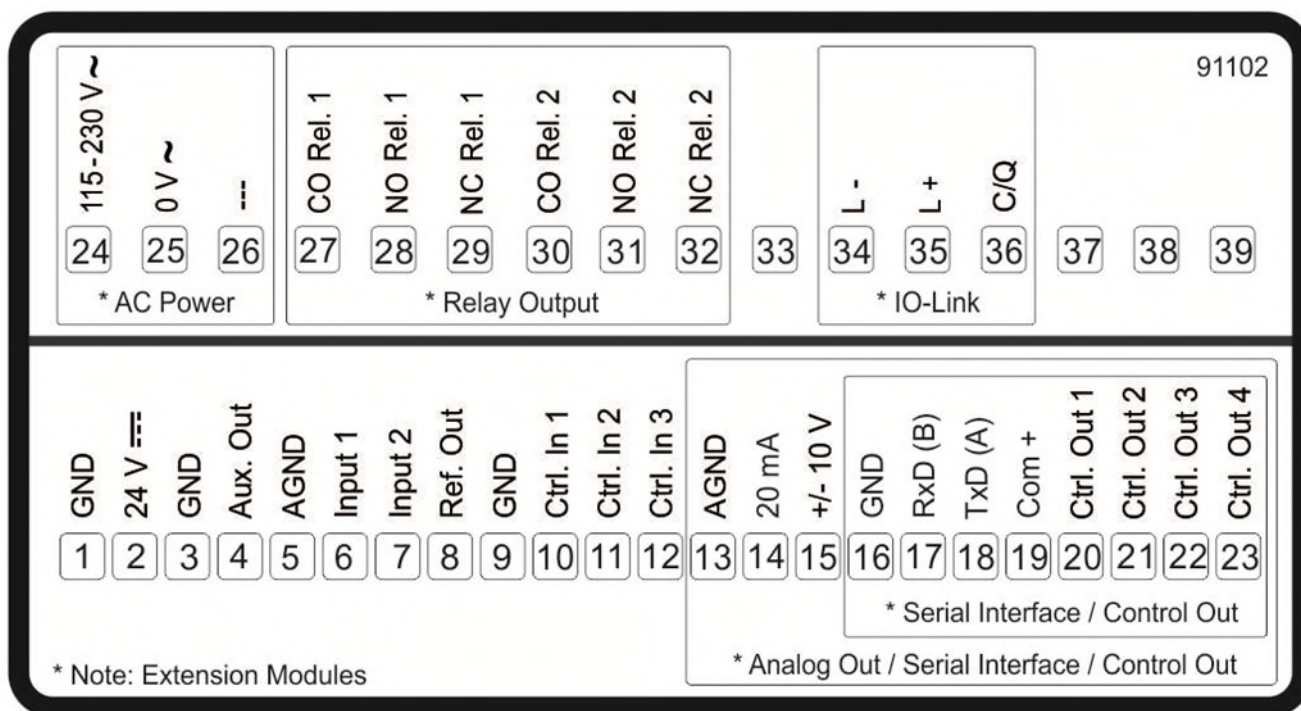 91102
115-230 V ~
0 V ~
---
CO Rel. 1
NO Rel. 1
NC Rel. 1
CO Rel. 2
NO Rel. 2
NC Rel. 2
L -
L +
C/Q
24 25 26 27 28 29 30 31 32 33 34 35 36 37 38 39
* AC Power
* Relay Output
* IO-Link
GND
24 V ⎓
GND
Aux. Out
AGND
Input 1
Input 2
Ref. Out
GND
Ctrl. In 1
Ctrl. In 2
Ctrl. In 3
AGND
20 mA
+/- 10 V
GND
RxD (B)
TxD (A)
Com +
Ctrl. Out 1
Ctrl. Out 2
Ctrl. Out 3
Ctrl. Out 4
1 2 3 4 5 6 7 8 9 10 11 12 13 14 15 16 17 18 19 20 21 22 23
* Serial Interface / Control Out
* Analog Out / Serial Interface / Control Out
* Note: Extension Modules